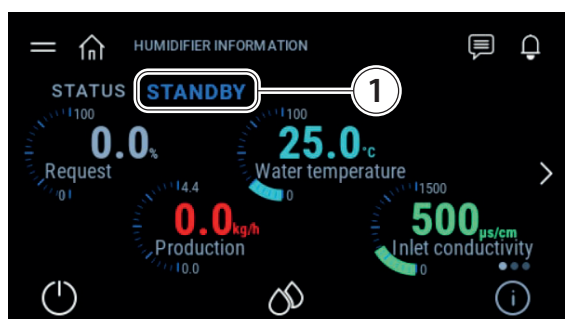 HUMIDIFIER INFORMATION
STATUS STANDBY
1
100
0.0%
Request
0
100
25.0°C
Water temperature
0
4.4
0.0kg/h
Production
0.0
1500
500µs/cm
Inlet conductivity
0
i